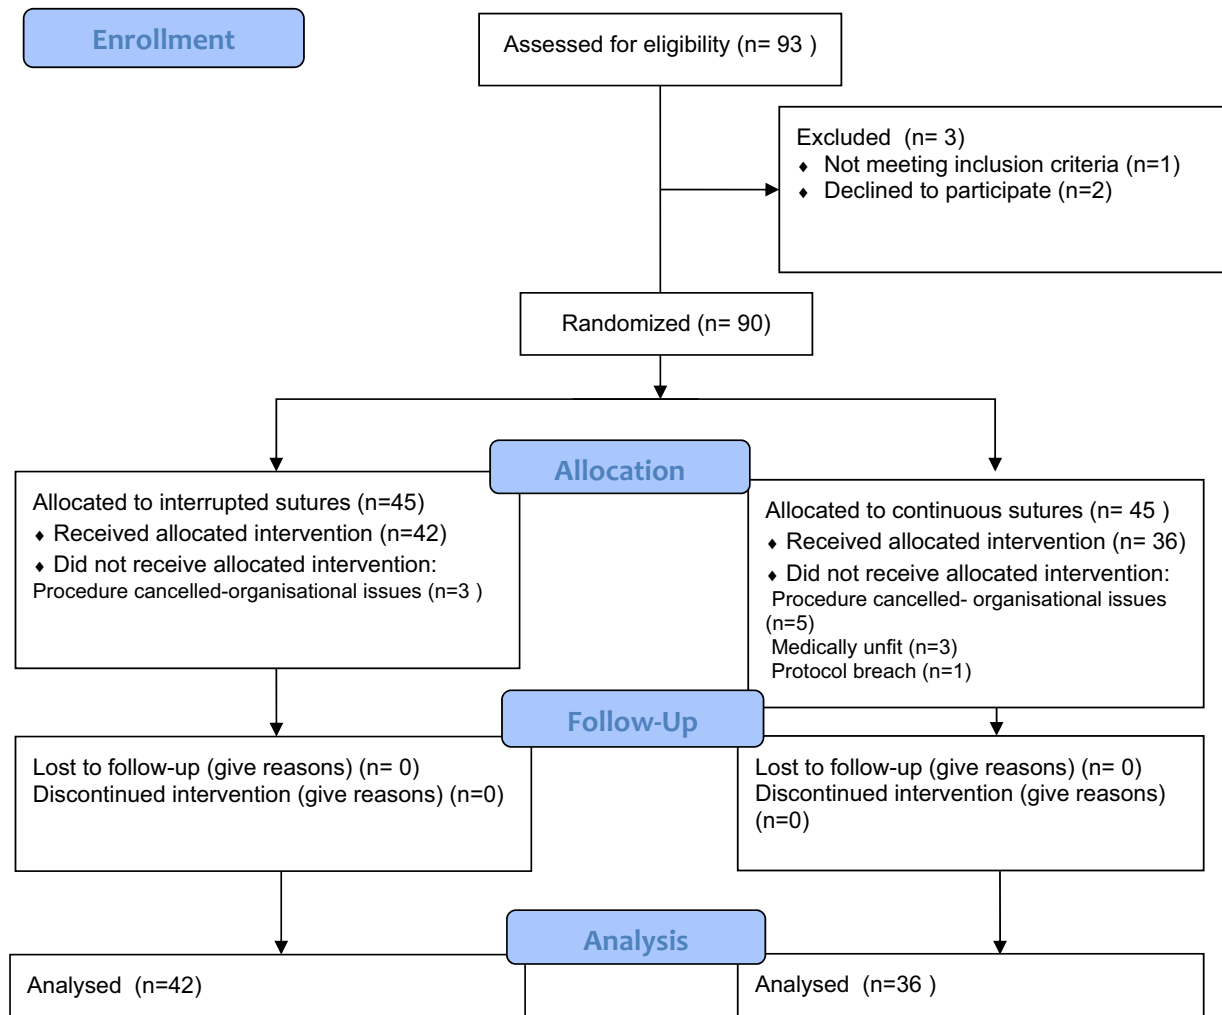 Enrollment
Assessed for eligibility (n= 93 )
Excluded (n= 3)
♦ Not meeting inclusion criteria (n=1)
♦ Declined to participate (n=2)
Randomized (n= 90)
Allocation
Allocated to interrupted sutures (n=45)
♦ Received allocated intervention (n=42)
♦ Did not receive allocated intervention:
Procedure cancelled-organisational issues (n=3 )
Allocated to continuous sutures (n= 45 )
♦ Received allocated intervention (n= 36)
♦ Did not receive allocated intervention:
Procedure cancelled- organisational issues
(n=5)
Medically unfit (n=3)
Protocol breach (n=1)
Follow-Up
Lost to follow-up (give reasons) (n= 0)
Discontinued intervention (give reasons) (n=0)
Lost to follow-up (give reasons) (n= 0)
Discontinued intervention (give reasons)
(n=0)
Analysis
Analysed (n=42)
Analysed (n=36 )